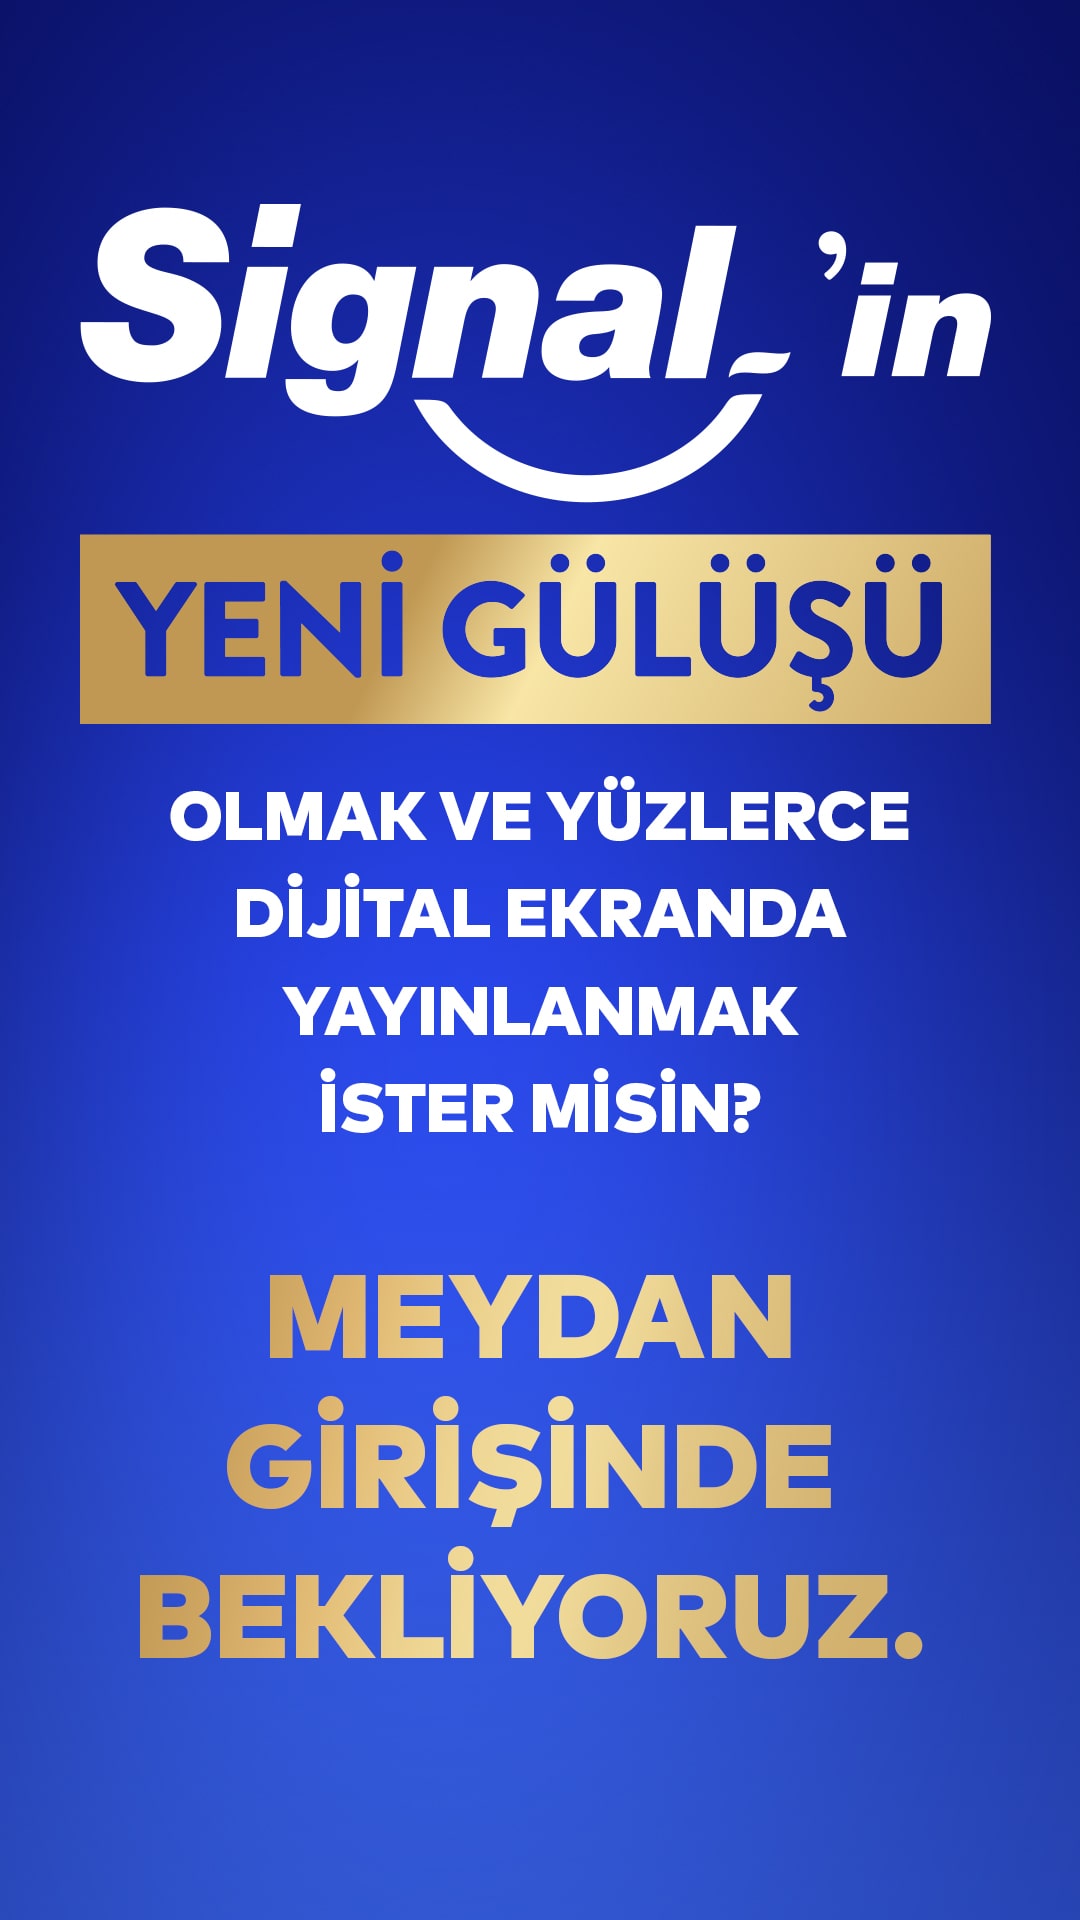 Signal 'in
YENİ GÜLÜŞÜ
OLMAK VE YÜZLERCE
DİJİTAL EKRANDA
YAYINLANMAK
İSTER MİSİN?
MEYDAN
GİRİŞİNDE
BEKLİYORUZ.